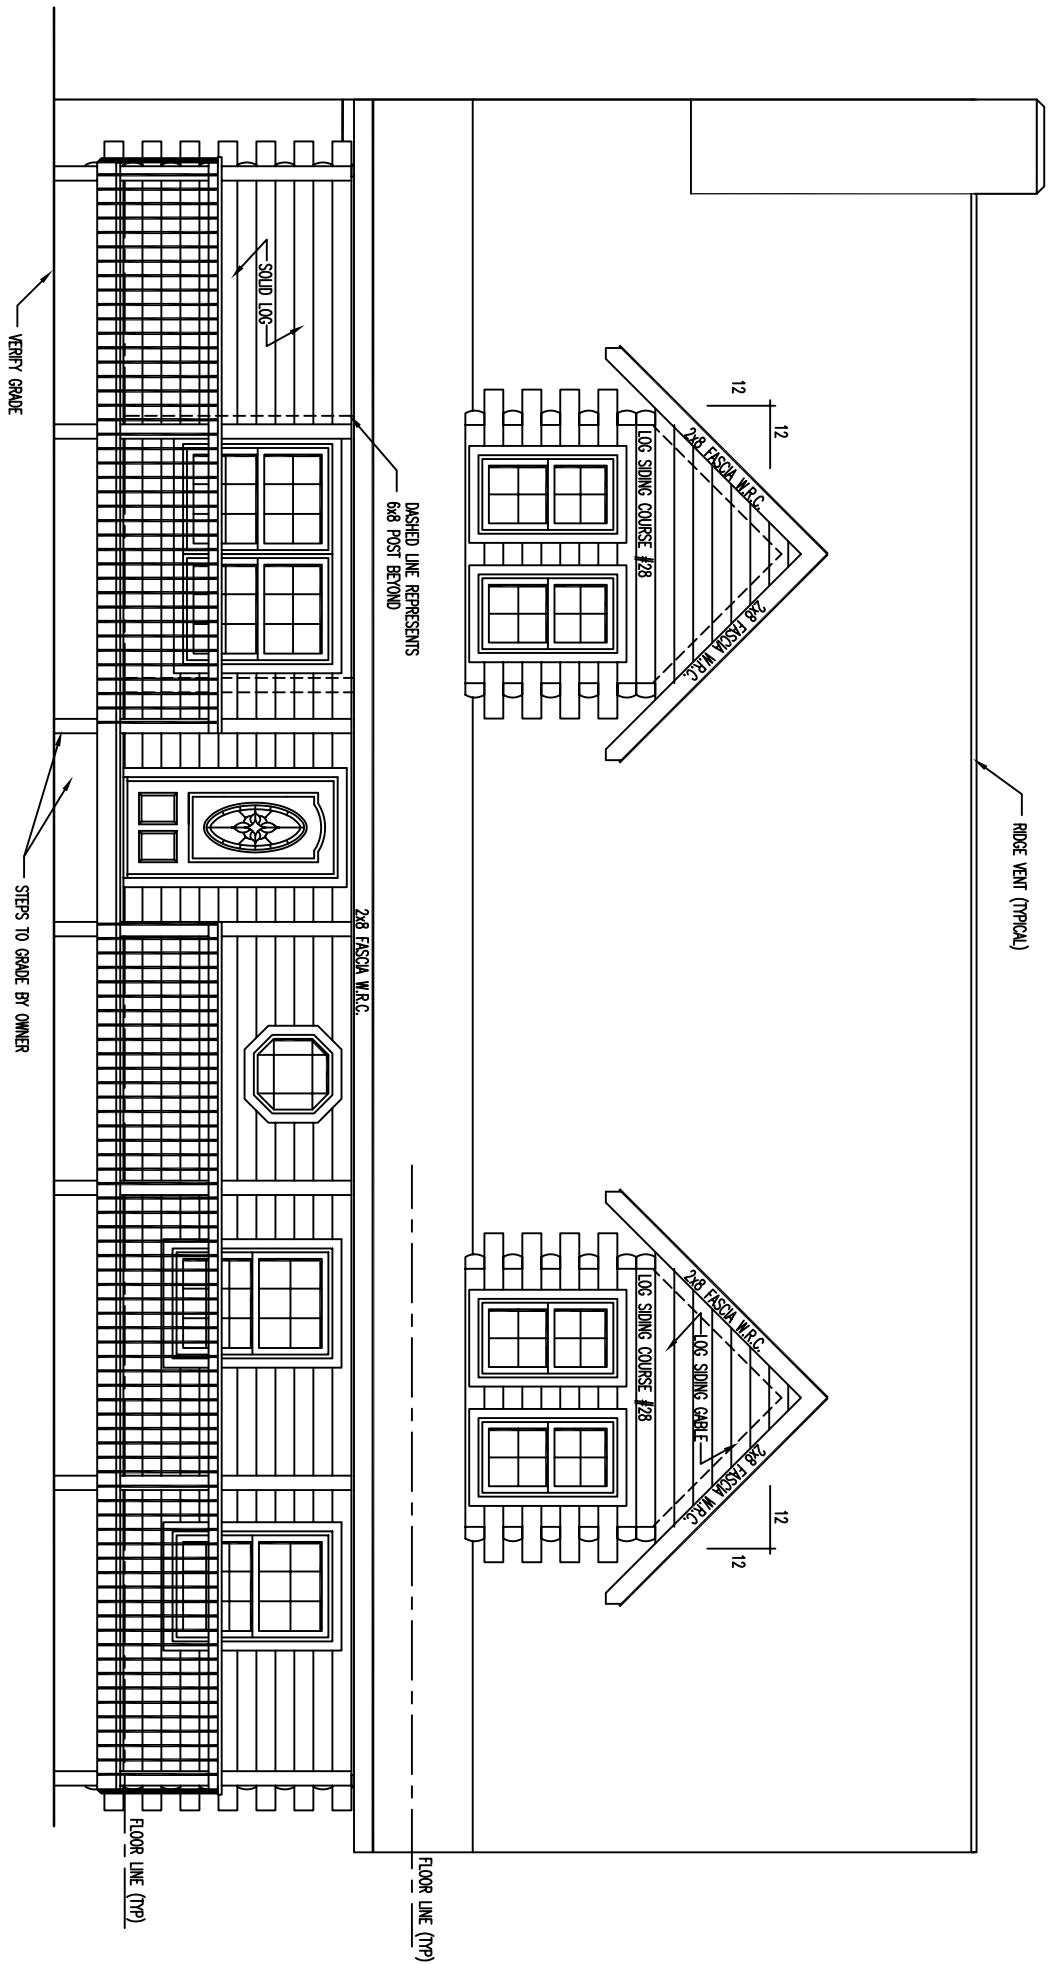 RIDGE VENT (TYPICAL)
12
12
2x8 FASCIA W.R.C.
2x8 FASCIA W.R.C.
LOG SIDING COURSE #28
2x8 FASCIA W.R.C.
2x8 FASCIA W.R.C.
12
12
LOG SIDING GABLE
LOG SIDING COURSE #28
FLOOR LINE (TYP)
DASHED LINE REPRESENTS
6x8 POST BEYOND
2x8 FASCIA W.R.C.
SOLID LOG
FLOOR LINE (TYP)
VERIFY GRADE
STEPS TO GRADE BY OWNER